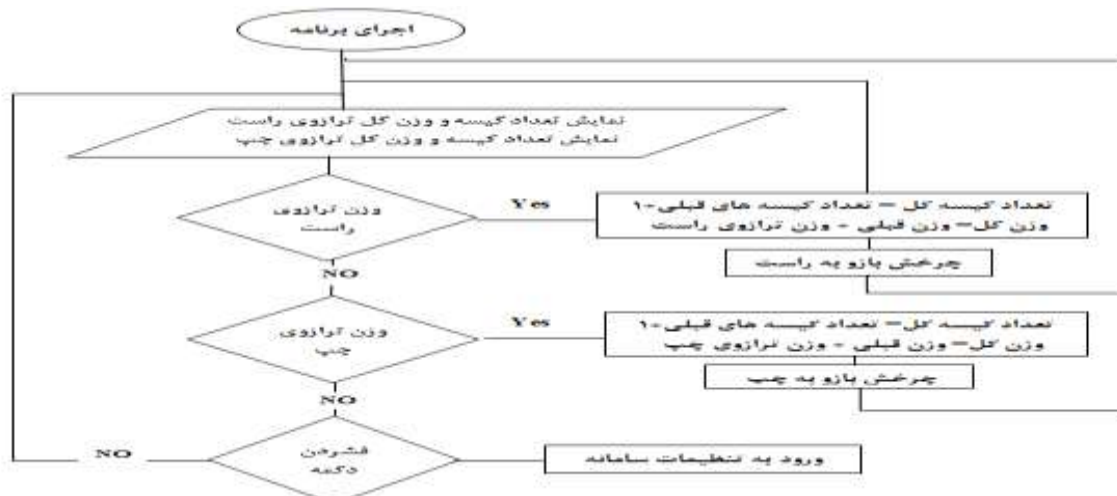 اجرای برنامه
نمایش تعداد کیسه و وزن کل ترازوی راست
نمایش تعداد کیسه و وزن کل ترازوی چپ
وزن ترازوی
راست
Yes
تعداد کیسه کل = تعداد کیسه های قبلی+۱
وزن کل= وزن قبلی + وزن ترازوی راست
چرخش بازو به راست
NO
وزن ترازوی
چپ
Yes
تعداد کیسه کل= تعداد کیسه های قبلی+۱
وزن کل= وزن قبلی + وزن ترازوی چپ
چرخش بازو به چپ
NO
فشردن
دکمه
NO
ورود به تنظیمات سامانه